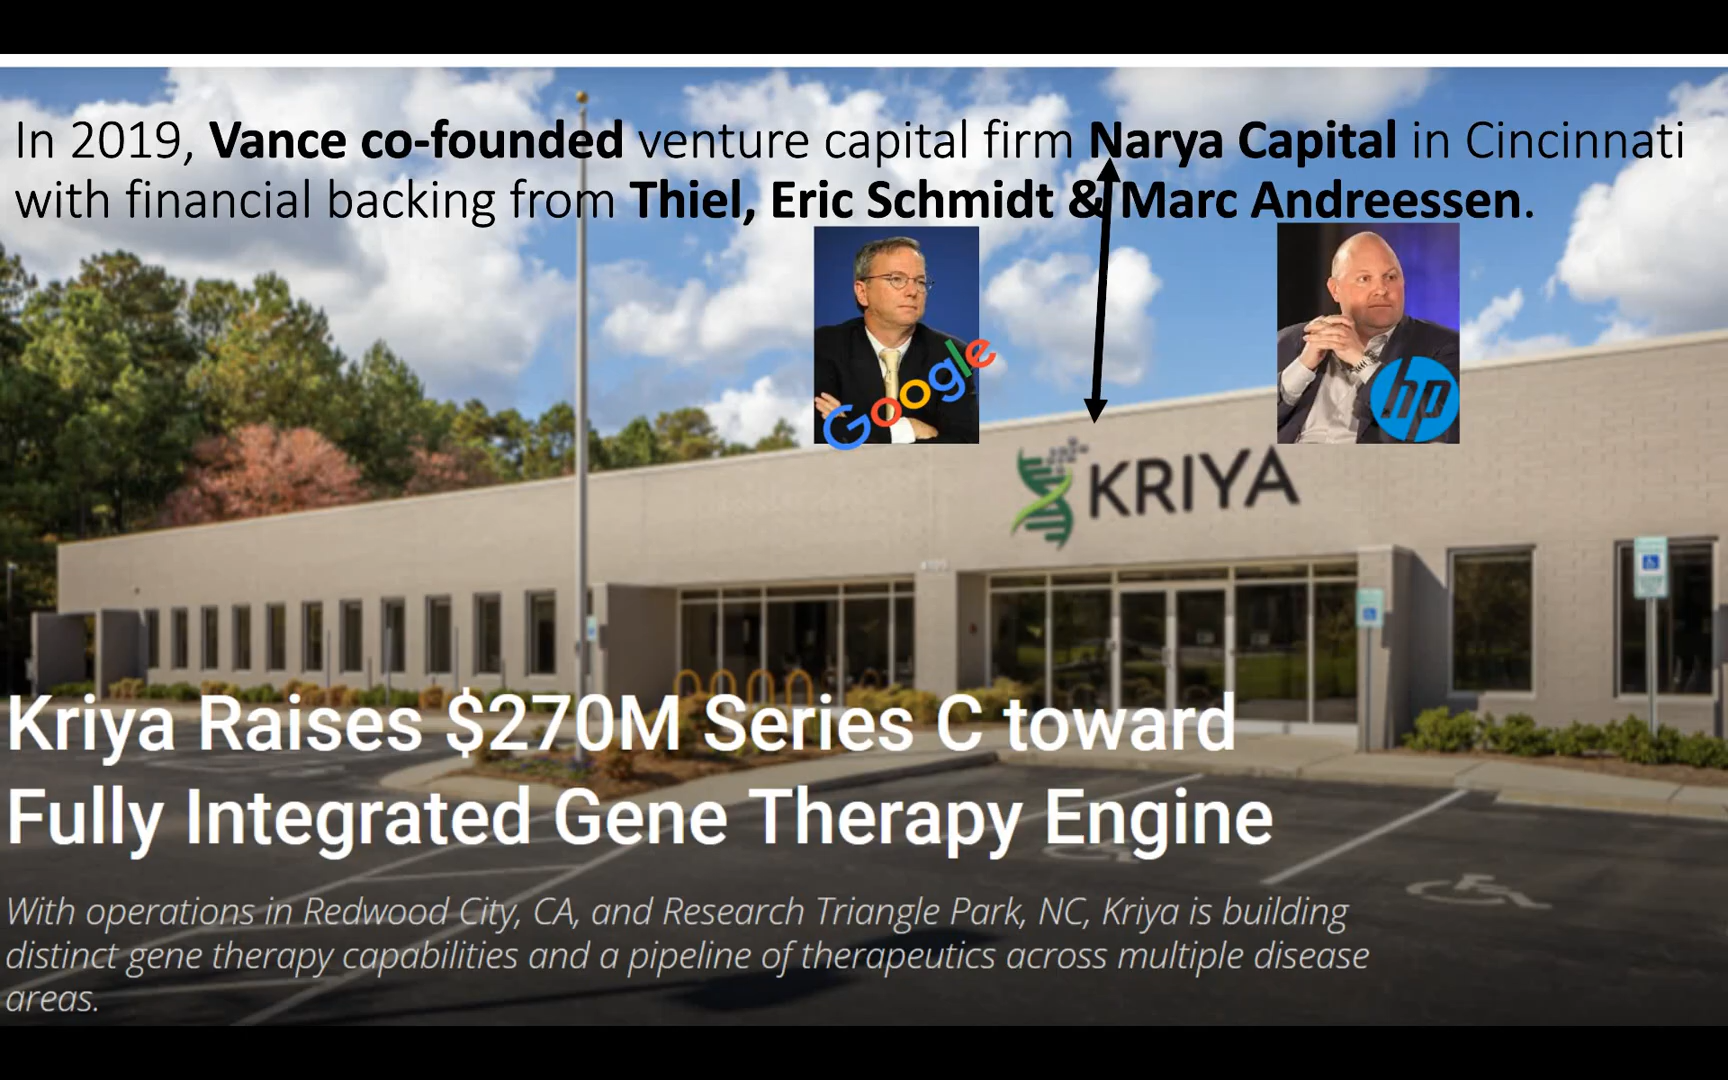 In 2019, Vance co-founded venture capital firm Narya Capital in Cincinnati
with financial backing from Thiel, Eric Schmidt & Marc Andreessen.
Google
hp
KRIYA
Kriya Raises $270M Series C toward
Fully Integrated Gene Therapy Engine
With operations in Redwood City, CA, and Research Triangle Park, NC, Kriya is building
distinct gene therapy capabilities and a pipeline of therapeutics across multiple disease
areas.